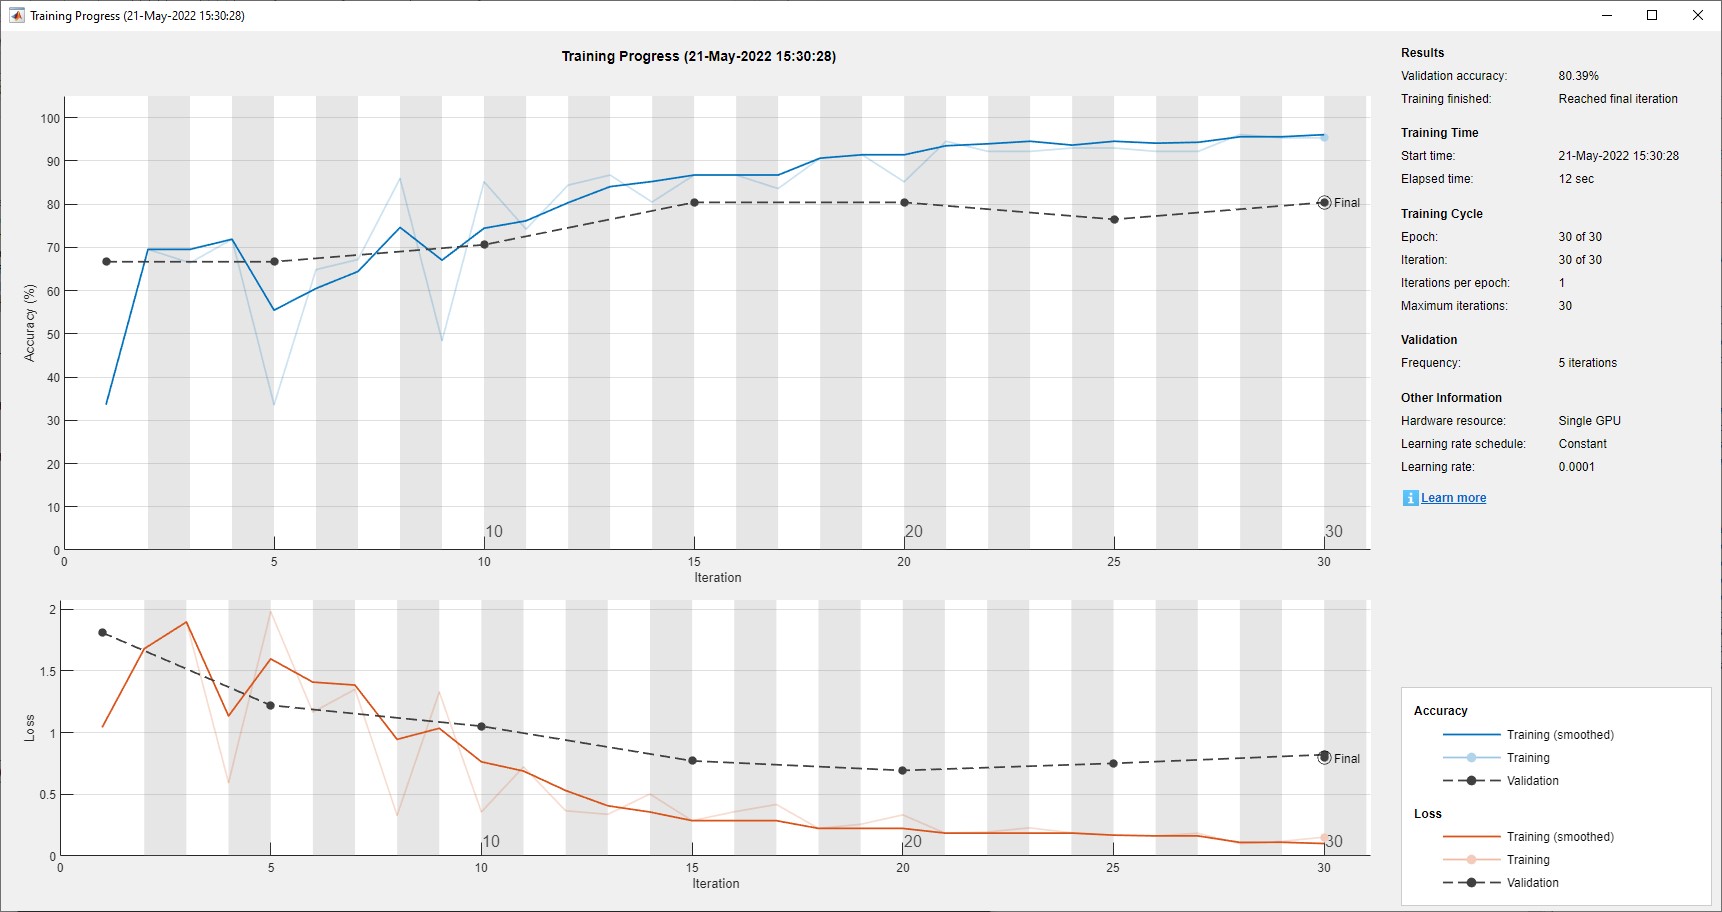 Training Progress (21-May-2022 15:30:28)
Training Progress (21-May-2022 15:30:28)
Accuracy (%)
100
90
80
70
60
50
40
30
20
10
0
Final
10
20
30
0 5 10 15 20 25 30
Iteration
Loss
2
1.5
1
0.5
0
Final
10
20
30
0 5 10 15 20 25 30
Iteration
Results
Validation accuracy: 80.39%
Training finished: Reached final iteration
Training Time
Start time: 21-May-2022 15:30:28
Elapsed time: 12 sec
Training Cycle
Epoch: 30 of 30
Iteration: 30 of 30
Iterations per epoch: 1
Maximum iterations: 30
Validation
Frequency: 5 iterations
Other Information
Hardware resource: Single GPU
Learning rate schedule: Constant
Learning rate: 0.0001
i Learn more
Accuracy
Training (smoothed)
Training
Validation
Loss
Training (smoothed)
Training
Validation